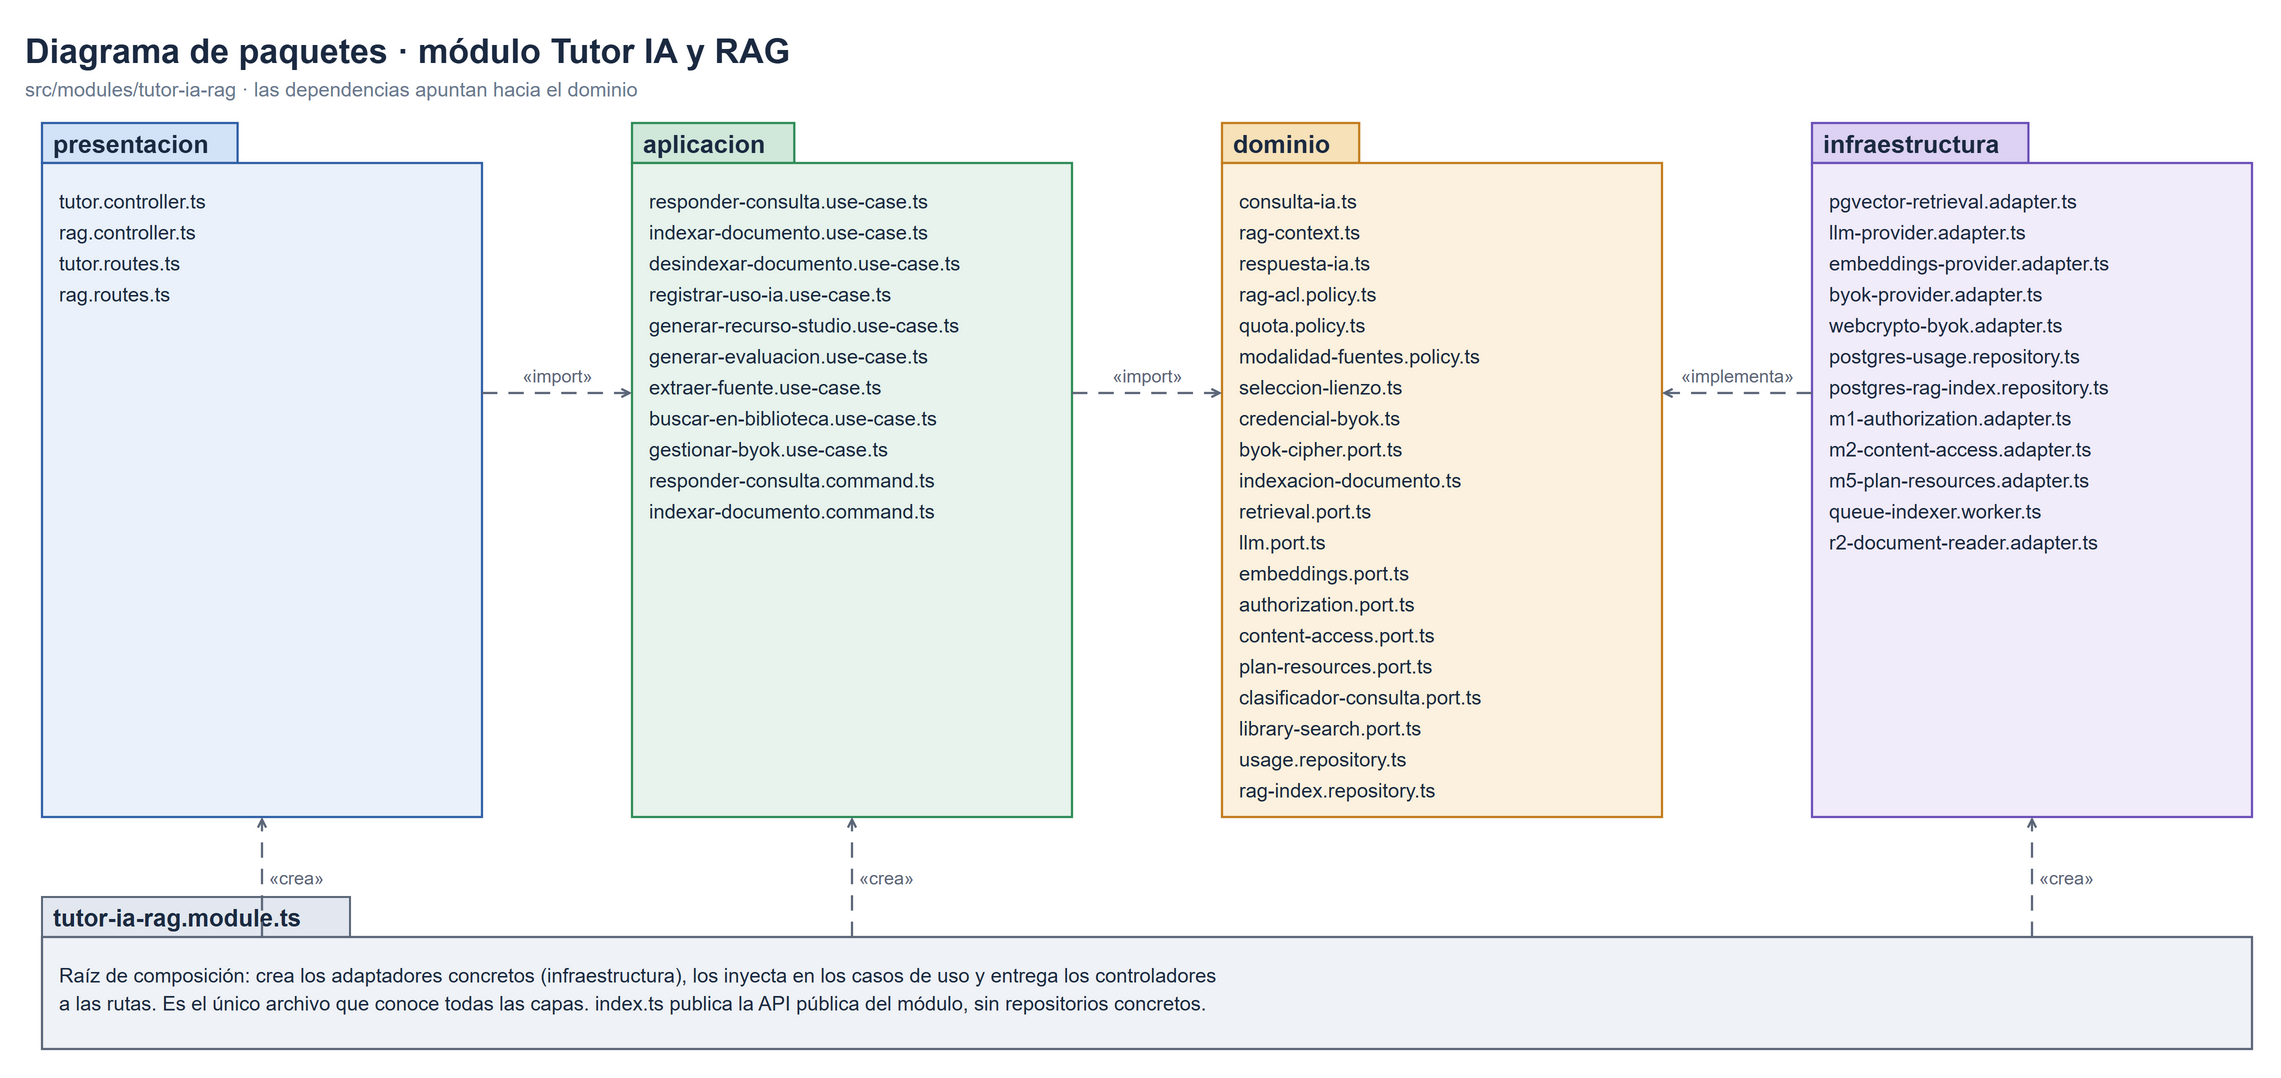 Diagrama de paquetes · módulo Tutor IA y RAG
src/modules/tutor-ia-rag · las dependencias apuntan hacia el dominio
presentacion
tutor.controller.ts
rag.controller.ts
tutor.routes.ts
rag.routes.ts
«import»
aplicacion
responder-consulta.use-case.ts
indexar-documento.use-case.ts
desindexar-documento.use-case.ts
registrar-uso-ia.use-case.ts
generar-recurso-studio.use-case.ts
generar-evaluacion.use-case.ts
extraer-fuente.use-case.ts
buscar-en-biblioteca.use-case.ts
gestionar-byok.use-case.ts
responder-consulta.command.ts
indexar-documento.command.ts
«import»
dominio
consulta-ia.ts
rag-context.ts
respuesta-ia.ts
rag-acl.policy.ts
quota.policy.ts
modalidad-fuentes.policy.ts
seleccion-lienzo.ts
credencial-byok.ts
byok-cipher.port.ts
indexacion-documento.ts
retrieval.port.ts
llm.port.ts
embeddings.port.ts
authorization.port.ts
content-access.port.ts
plan-resources.port.ts
clasificador-consulta.port.ts
library-search.port.ts
usage.repository.ts
rag-index.repository.ts
«implementa»
infraestructura
pgvector-retrieval.adapter.ts
llm-provider.adapter.ts
embeddings-provider.adapter.ts
byok-provider.adapter.ts
webcrypto-byok.adapter.ts
postgres-usage.repository.ts
postgres-rag-index.repository.ts
m1-authorization.adapter.ts
m2-content-access.adapter.ts
m5-plan-resources.adapter.ts
queue-indexer.worker.ts
r2-document-reader.adapter.ts
«crea»
«crea»
«crea»
tutor-ia-rag.module.ts
Raíz de composición: crea los adaptadores concretos (infraestructura), los inyecta en los casos de uso y entrega los controladores
a las rutas. Es el único archivo que conoce todas las capas. index.ts publica la API pública del módulo, sin repositorios concretos.